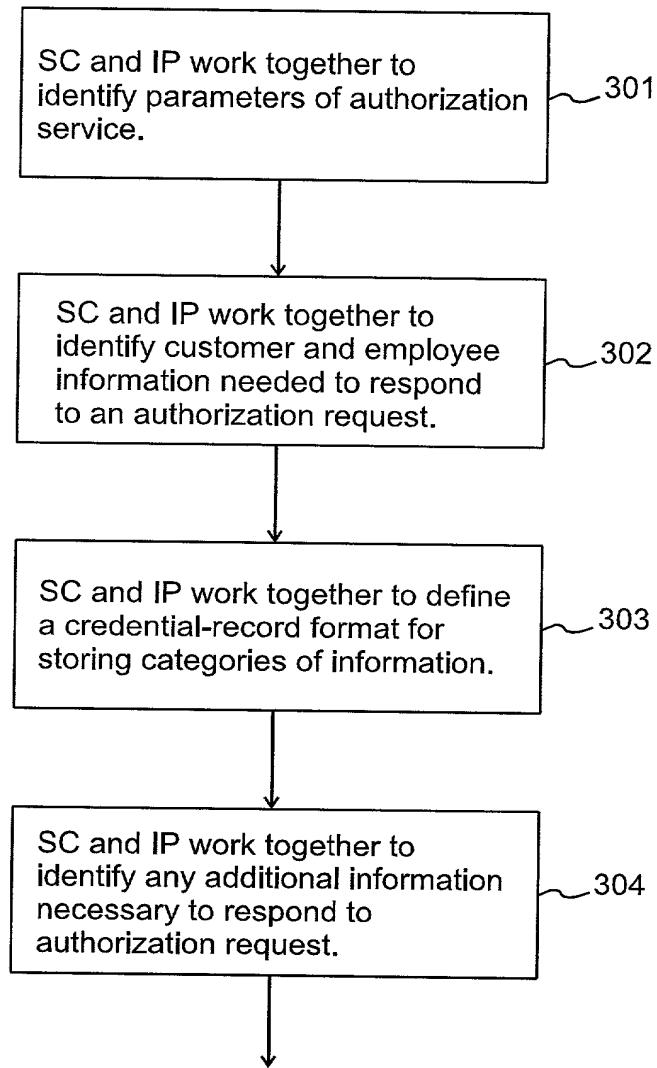 SC and IP work together to
identify parameters of authorization
service.
301
SC and IP work together to
identify customer and employee
information needed to respond
to an authorization request.
302
SC and IP work together to define
a credential-record format for
storing categories of information.
303
SC and IP work together to
identify any additional information
necessary to respond to
authorization request.
304